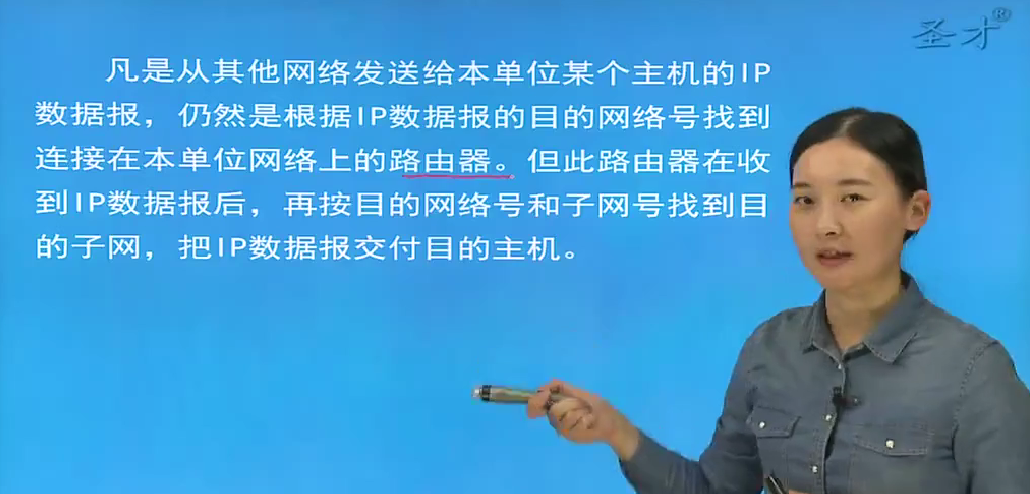 圣才®
凡是从其他网络发送给本单位某个主机的IP
数据报，仍然是根据IP数据报的目的网络号找到
连接在本单位网络上的路由器。但此路由器在收
到IP数据报后，再按目的网络号和子网号找到目
的子网，把IP数据报交付目的主机。